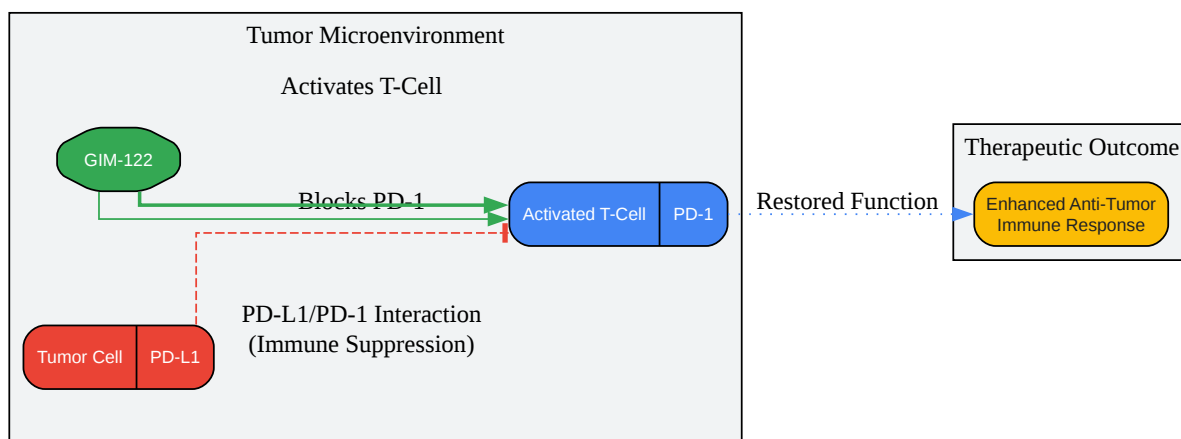 Tumor Microenvironment
Activates T-Cell
Therapeutic Outcome
GIM-122
Blocks PD-1
Activated T-Cell
PD-1
Restored Function
Enhanced Anti-Tumor
Immune Response
PD-L1/PD-1 Interaction
(Immune Suppression)
Tumor Cell
PD-L1